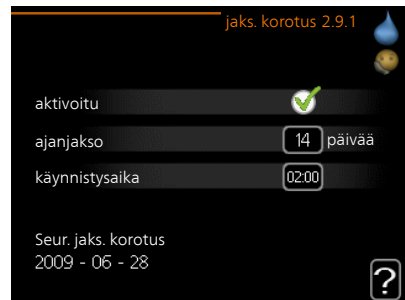 jaks. korotus 2.9.1
aktivoitu
ajanjakso 14 päivää
käynnistysaika 02:00
Seur. jaks. korotus
2009 - 06 - 28
?